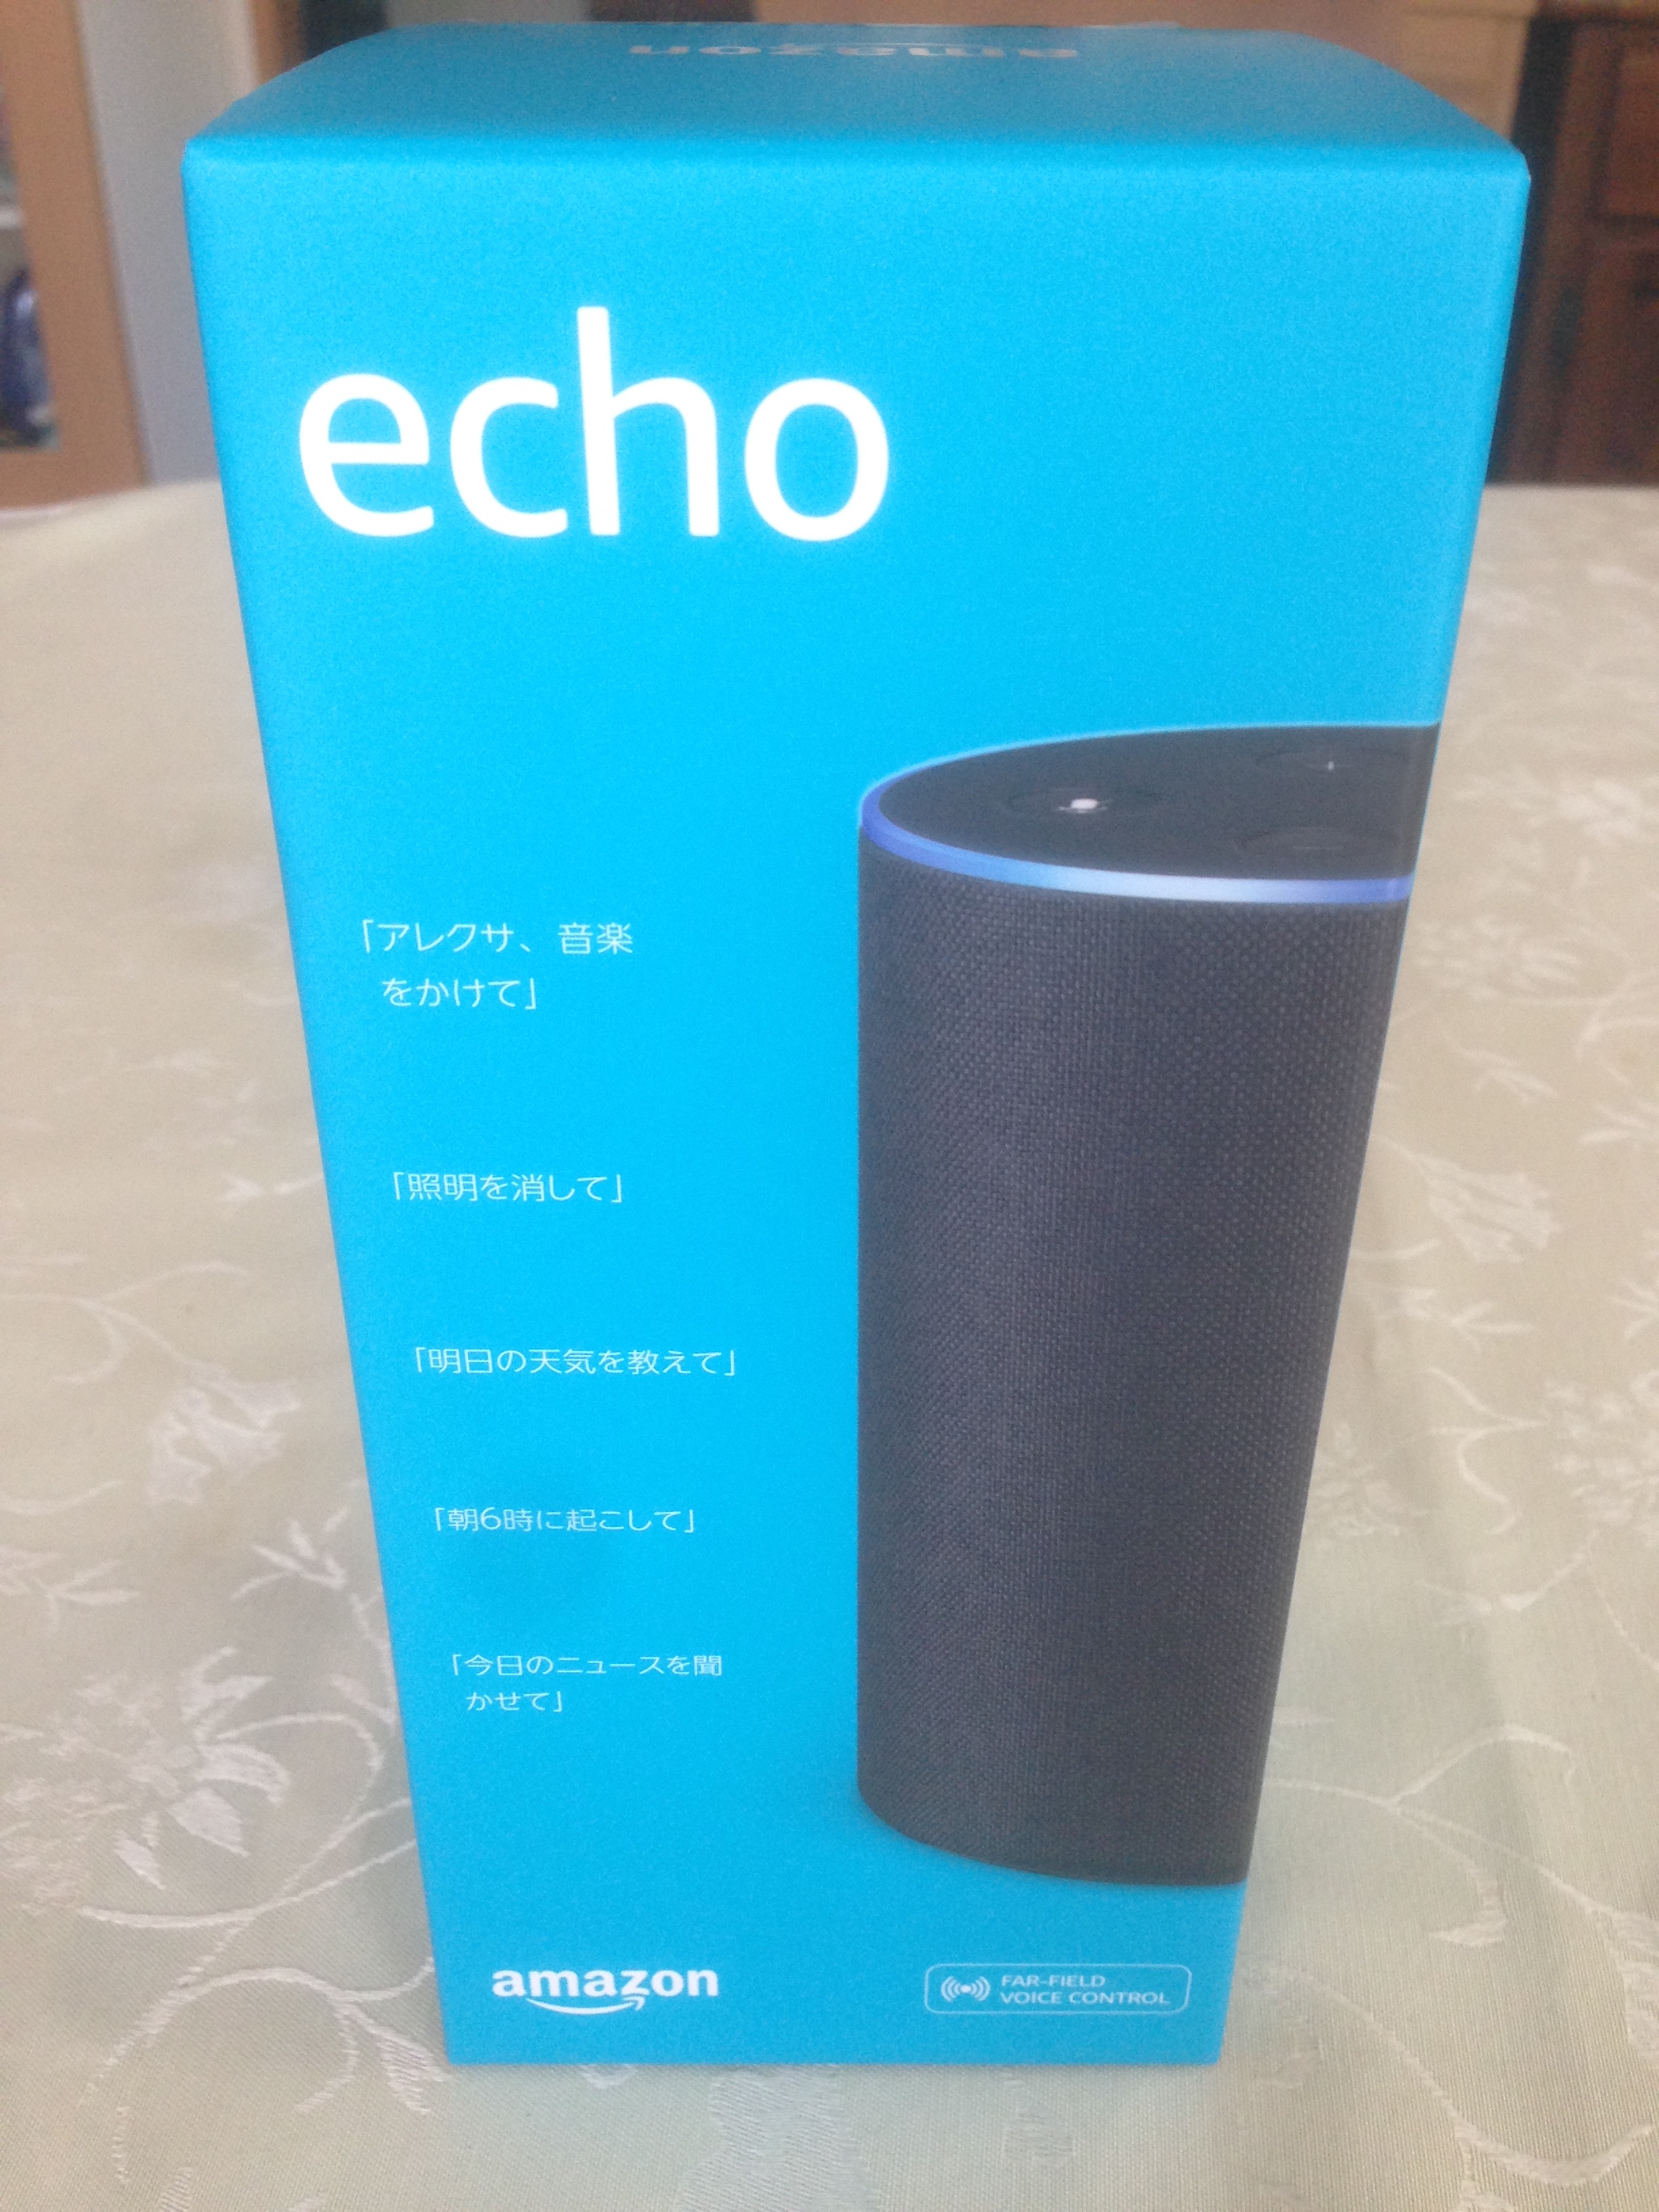 amazon
echo
「アレクサ、音楽
をかけて」
「照明を消して」
「明日の天気を教えて」
「朝6時に起こして」
「今日のニュースを聞
かせて」
amazon
FAR-FIELD
VOICE CONTROL